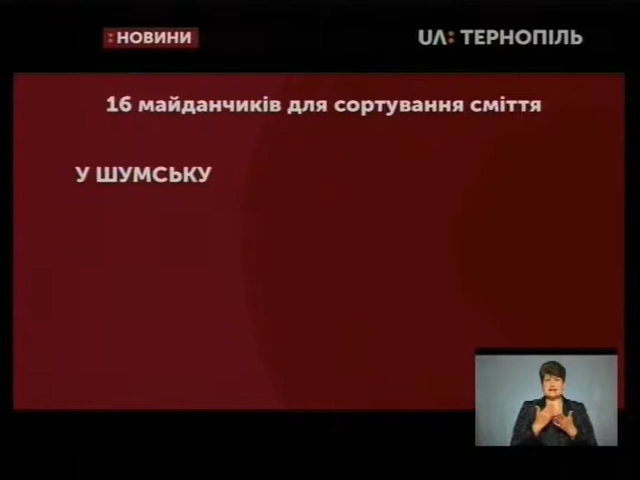 :НОВИНИ
UA: ТЕРНОПІЛЬ
16 майданчиків для сортування сміття
У ШУМСЬКУ